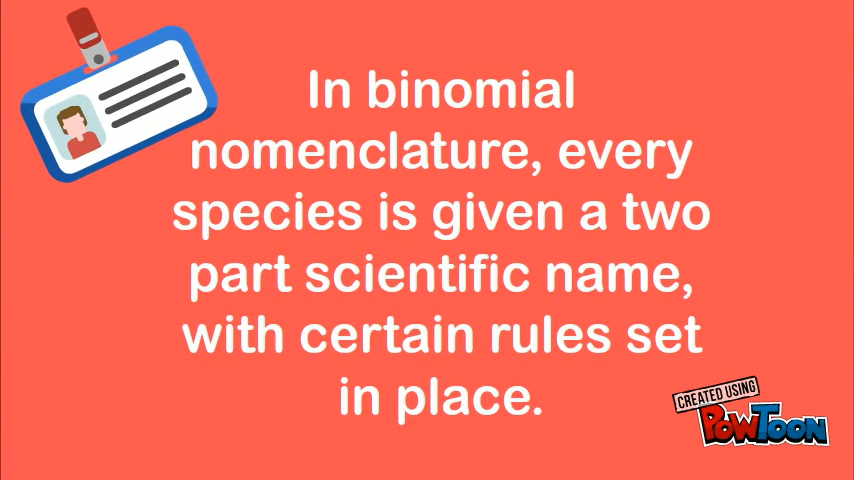 In binomial
nomenclature, every
species is given a two
part scientific name,
with certain rules set
in place.
CREATED USING
POWTOON